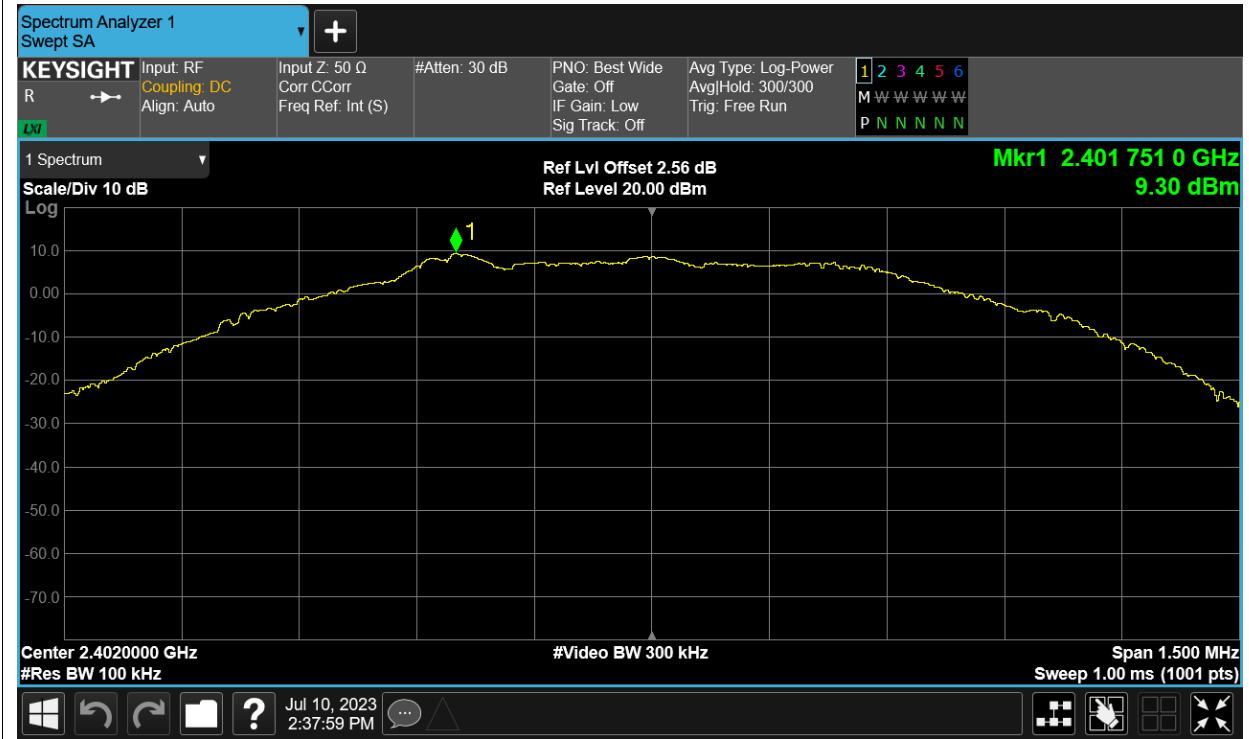 Spectrum Analyzer 1
Swept SA
KEYSIGHT
R
LXI
Input: RF
Coupling: DC
Align: Auto
Input Z: 50 Ω
Corr CCorr
Freq Ref: Int (S)
#Atten: 30 dB
PNO: Best Wide
Gate: Off
IF Gain: Low
Sig Track: Off
Avg Type: Log-Power
Avg|Hold: 300/300
Trig: Free Run
1 2 3 4 5 6
M W W W W W
P N N N N N
1 Spectrum
Scale/Div 10 dB
Log
Ref Lvl Offset 2.56 dB
Ref Level 20.00 dBm
Mkr1 2.401 751 0 GHz
9.30 dBm
1
10.0
0.00
-10.0
-20.0
-30.0
-40.0
-50.0
-60.0
-70.0
Center 2.4020000 GHz
#Res BW 100 kHz
#Video BW 300 kHz
Span 1.500 MHz
Sweep 1.00 ms (1001 pts)
?
Jul 10, 2023
2:37:59 PM